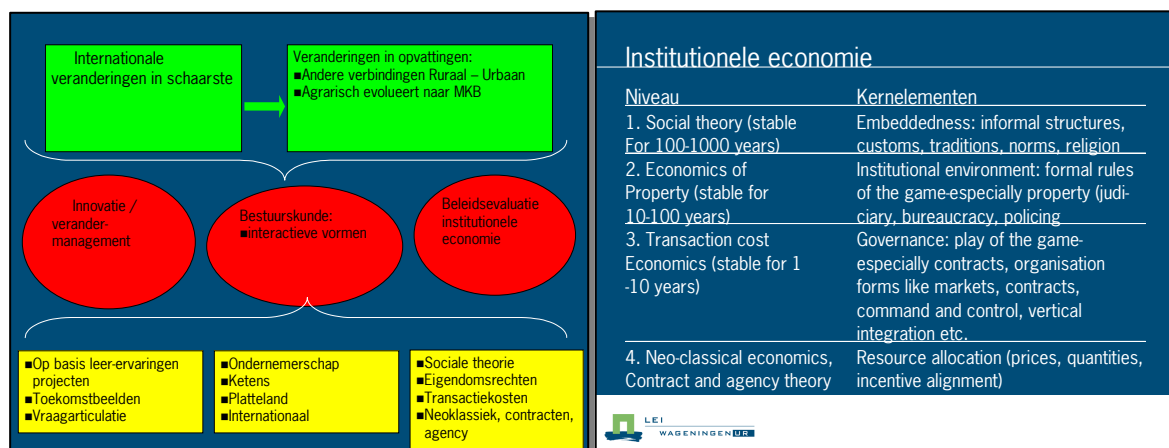 Internationale
veranderingen in schaarste
Veranderingen in opvattingen:
■Andere verbindingen Ruraal – Urbaan
■Agrarisch evolueert naar MKB
Innovatie /
verander-
management
Bestuurskunde:
■interactieve vormen
Beleidsevaluatie
institutionele
economie
■Op basis leer-ervaringen
projecten
■Toekomstbeelden
■Vraagarticulatie
■Ondernemerschap
■Ketens
■Platteland
■Internationaal
■Sociale theorie
■Eigendomsrechten
■Transactiekosten
■Neoklassiek, contracten,
agency
Institutionele economie
Niveau Kernelementen
1. Social theory (stable Embeddedness: informal structures,
For 100-1000 years) customs, traditions, norms, religion
2. Economics of Institutional environment: formal rules
Property (stable for of the game-especially property (judi-
10-100 years) ciary, bureaucracy, policing
3. Transaction cost Governance: play of the game-
Economics (stable for 1 especially contracts, organisation
-10 years) forms like markets, contracts,
command and control, vertical
integration etc.
4. Neo-classical economics, Resource allocation (prices, quantities,
Contract and agency theory incentive alignment)
LEI
WAGENINGEN UR